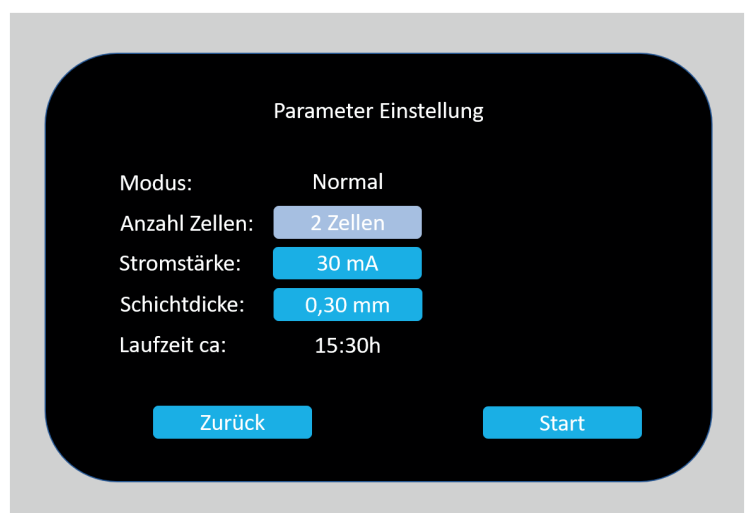 Parameter Einstellung
Modus: Normal
Anzahl Zellen: 2 Zellen
Stromstärke: 30 mA
Schichtdicke: 0,30 mm
Laufzeit ca: 15:30h
Zurück Start